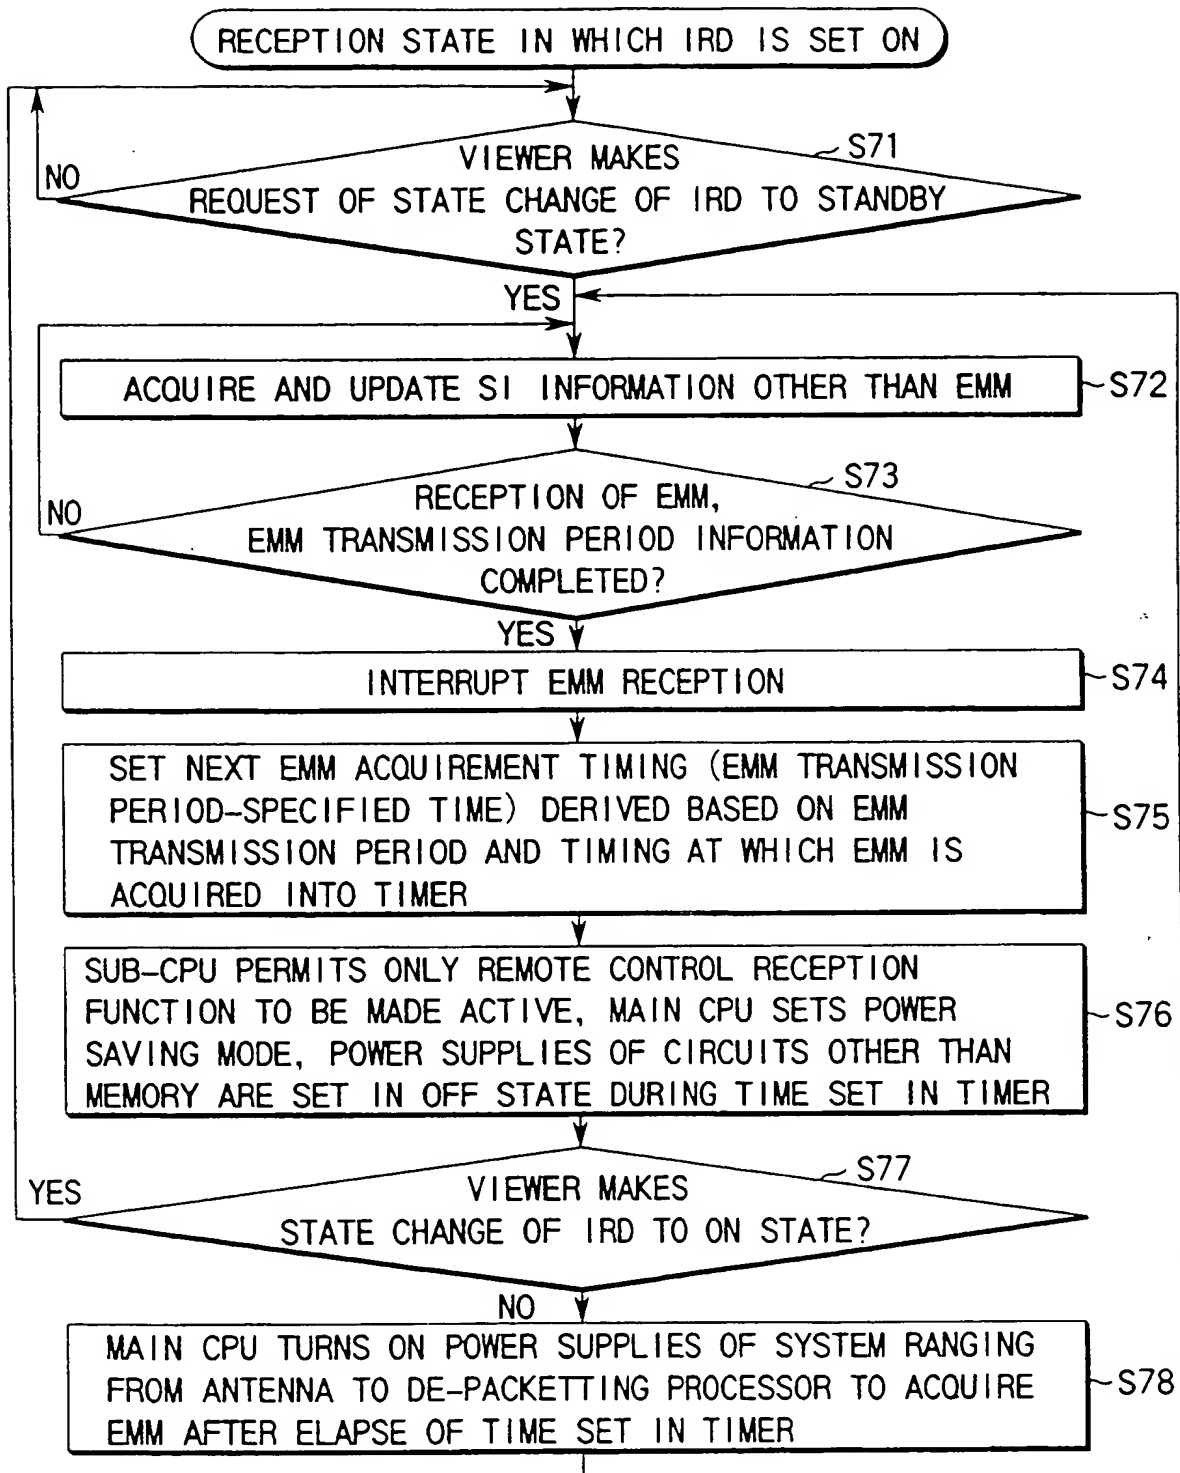 RECEPTION STATE IN WHICH IRD IS SET ON
S71
VIEWER MAKES
REQUEST OF STATE CHANGE OF IRD TO STANDBY
STATE?
NO
YES
ACQUIRE AND UPDATE SI INFORMATION OTHER THAN EMM
S72
S73
RECEPTION OF EMM,
EMM TRANSMISSION PERIOD INFORMATION
COMPLETED?
NO
YES
INTERRUPT EMM RECEPTION
S74
SET NEXT EMM ACQUIREMENT TIMING (EMM TRANSMISSION
PERIOD-SPECIFIED TIME) DERIVED BASED ON EMM
TRANSMISSION PERIOD AND TIMING AT WHICH EMM IS
ACQUIRED INTO TIMER
S75
SUB-CPU PERMITS ONLY REMOTE CONTROL RECEPTION
FUNCTION TO BE MADE ACTIVE, MAIN CPU SETS POWER
SAVING MODE, POWER SUPPLIES OF CIRCUITS OTHER THAN
MEMORY ARE SET IN OFF STATE DURING TIME SET IN TIMER
S76
S77
YES
VIEWER MAKES
STATE CHANGE OF IRD TO ON STATE?
NO
MAIN CPU TURNS ON POWER SUPPLIES OF SYSTEM RANGING
FROM ANTENNA TO DE-PACKETTING PROCESSOR TO ACQUIRE
EMM AFTER ELAPSE OF TIME SET IN TIMER
S78